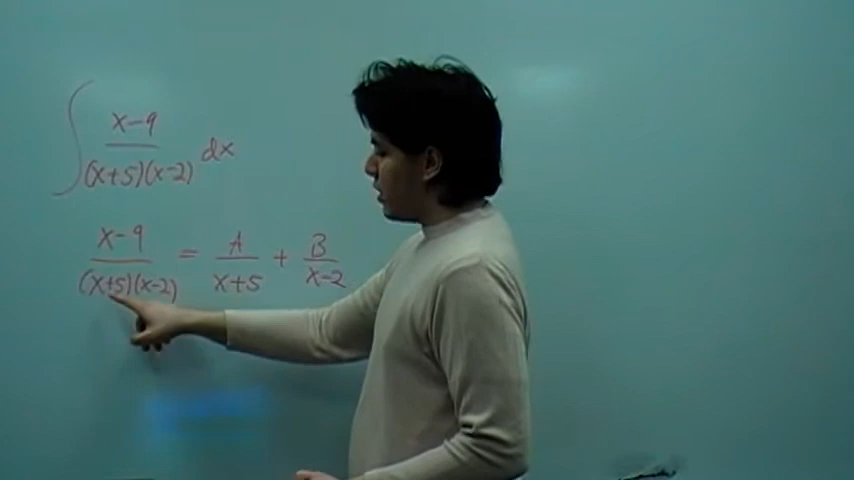 ∫ x-9 / (x+5)(x-2) dx
x-9 / (x+5)(x-2) = A / x+5 + B / x-2